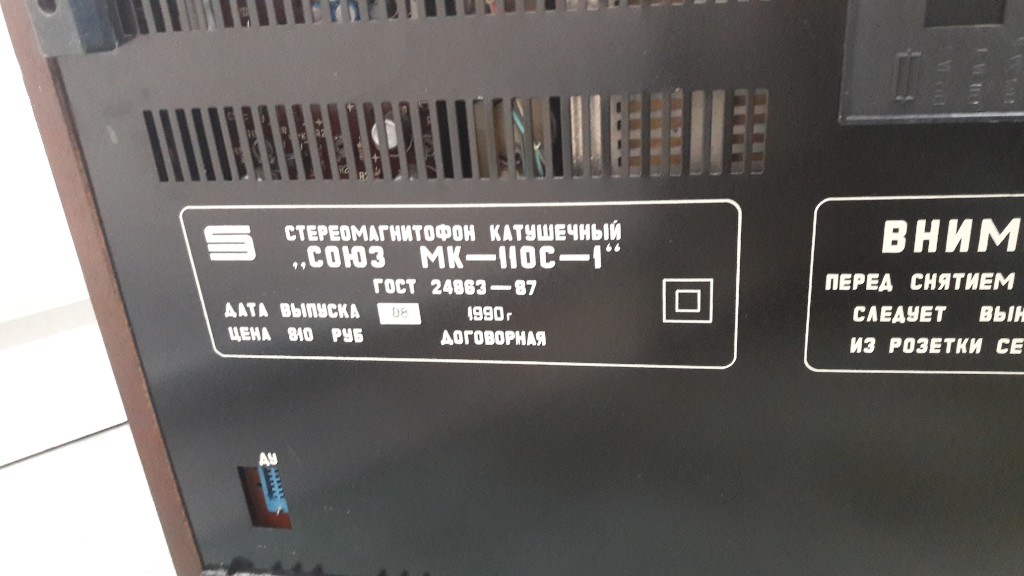 СТЕРЕОМАГНИТОФОН КАТУШЕЧНЫЙ
„СОЮЗ МК—110С—1“
ГОСТ 24863—87
ДАТА ВЫПУСКА 08 1990г
ЦЕНА 810 РУБ ДОГОВОРНАЯ
ВНИМ
ПЕРЕД СНЯТИЕМ
СЛЕДУЕТ ВЫН
ИЗ РОЗЕТКИ СЕ
ДУ